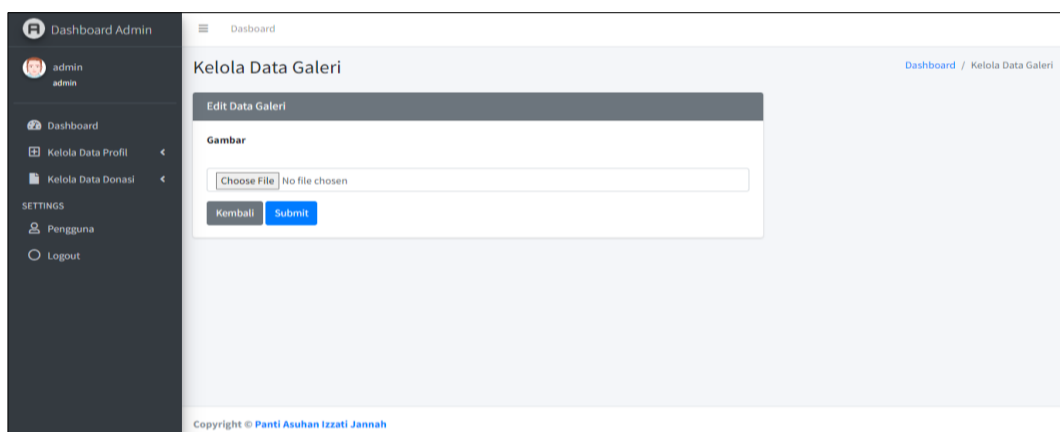 Dashboard Admin
admin
admin
Dashboard
Kelola Data Profil
Kelola Data Donasi
SETTINGS
Pengguna
Logout
Dasboard
Kelola Data Galeri
Dashboard / Kelola Data Galeri
Edit Data Galeri
Gambar
Choose File No file chosen
Kembali Submit
Copyright © Panti Asuhan Izzati Jannah